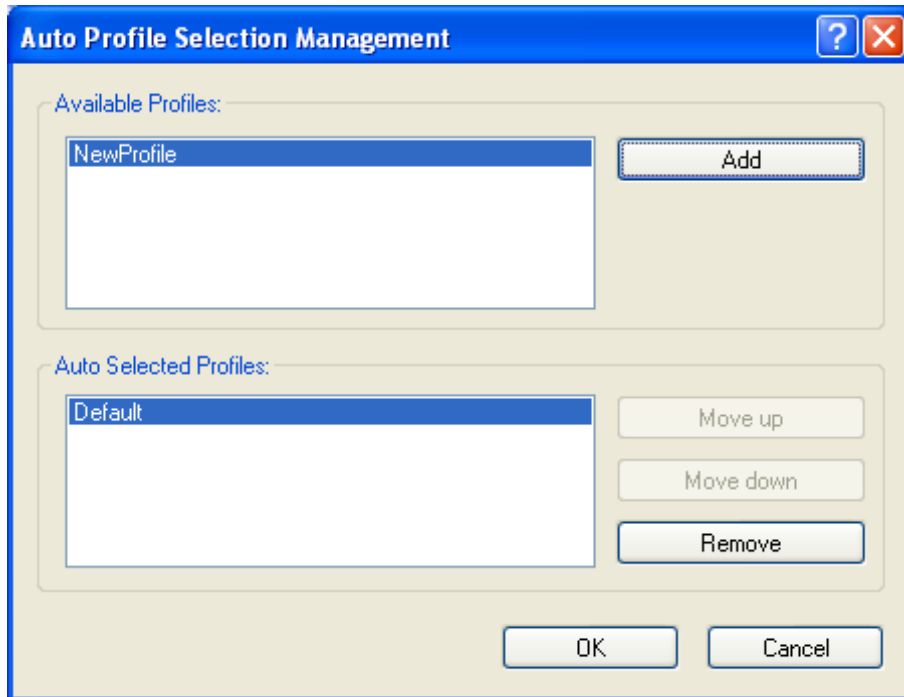 Auto Profile Selection Management
Available Profiles:
NewProfile
Add
Auto Selected Profiles:
Default
Move up
Move down
Remove
OK
Cancel